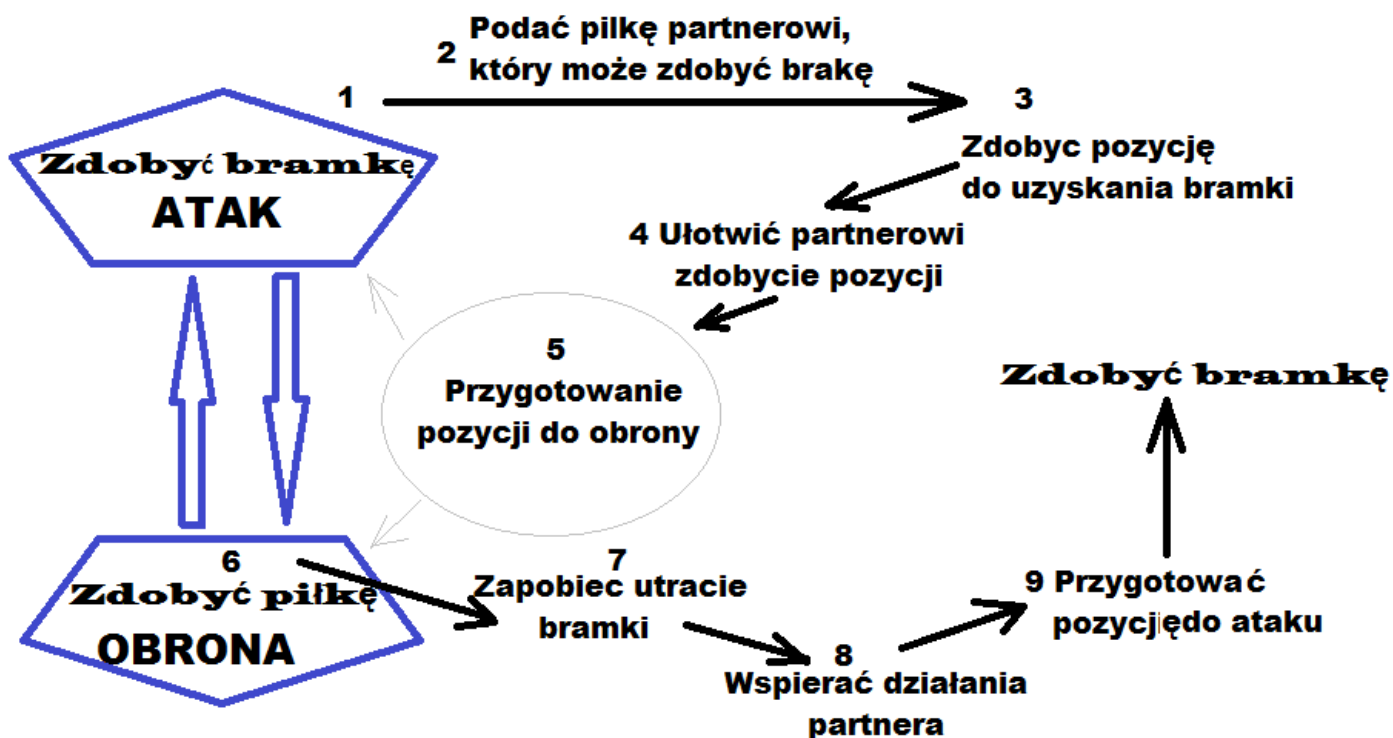 1
Zdobyć bramkę
ATAK
2 Podać pilkę partnerowi,
który może zdobyć brakę
3
Zdobyc pozycję
do uzyskania bramki
4 Ułotwić partnerowi
zdobycie pozycji
5
Przygotowanie
pozycji do obrony
6
Zdobyć piłkę
OBRONA
7
Zapobiec utracie
bramki
8
Wspierać działania
partnera
9 Przygotować
pozycjędo ataku
Zdobyć bramkę